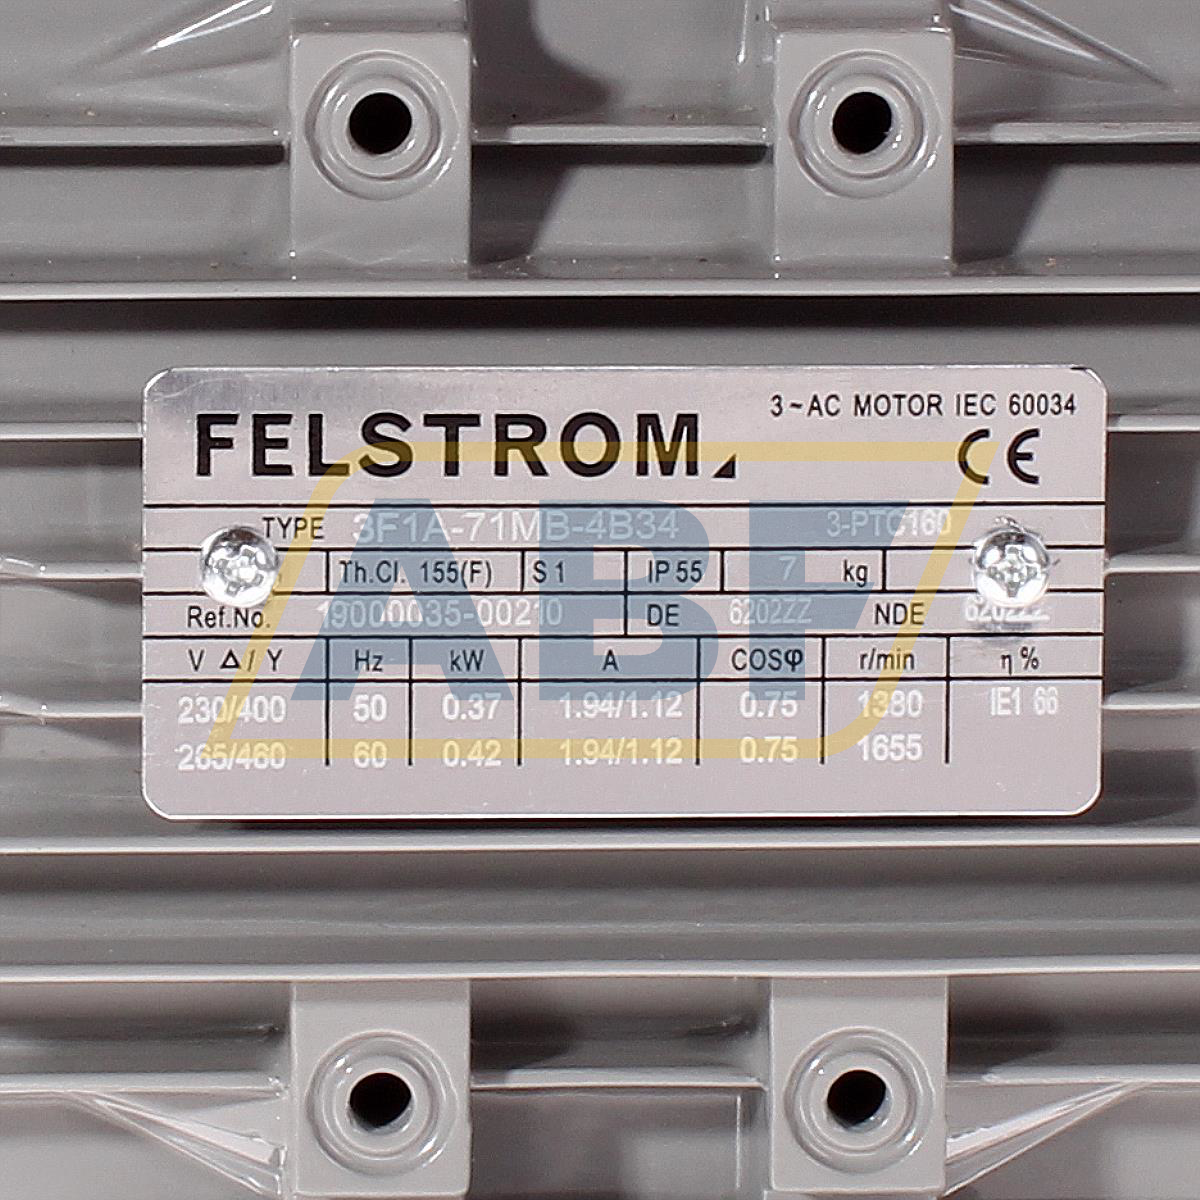 3~AC MOTOR IEC 60034
FELSTROM
CE
TYPE 3F1A-71MB-4B34 3-PTC160
Th.Cl. 155(F) S1 IP 55 7 kg
Ref.No. 19000035-00210 DE 6202ZZ NDE 6202ZZ
V Δ/Y Hz kW A COSφ r/min η%
230/400 50 0.37 1.94/1.12 0.75 1380 IE1 66
265/460 60 0.42 1.94/1.12 0.75 1655
ABF